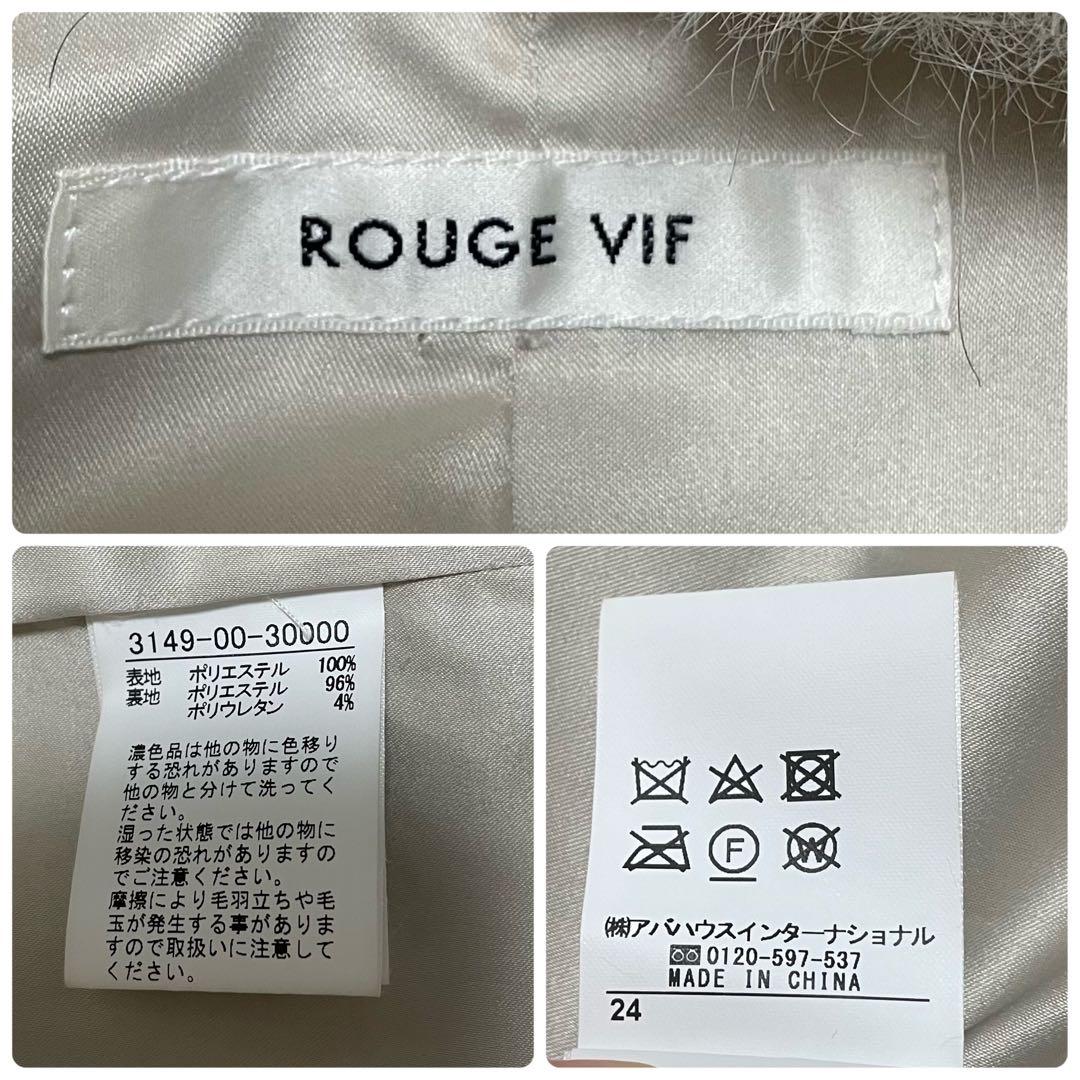 ROUGE VIF
3149-00-30000
表地 ポリエステル 100%
裏地 ポリエステル 96%
ポリウレタン 4%
濃色品は他の物に色移り
する恐れがありますので
他の物と分けて洗ってく
ださい。
湿った状態では他の物に
移染の恐れがありますの
でご注意ください。
摩擦により毛羽立ちや毛
玉が発生する事がありま
すので取扱いに注意して
ください。
F
W
㈱アバハウスインターナショナル
0120-597-537
MADE IN CHINA
24